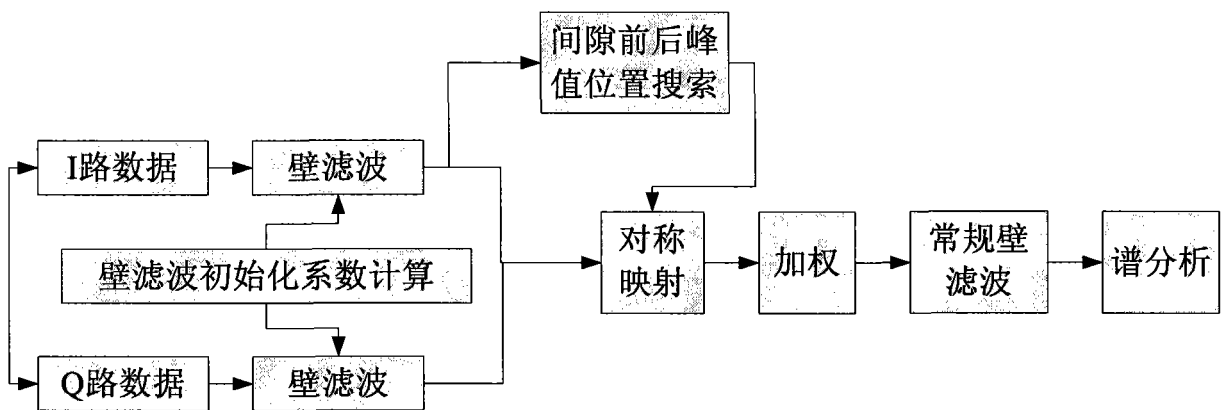 间隙前后峰
值位置搜索
I路数据
壁滤波
壁滤波初始化系数计算
Q路数据
壁滤波
对称
映射
加权
常规壁
滤波
谱分析